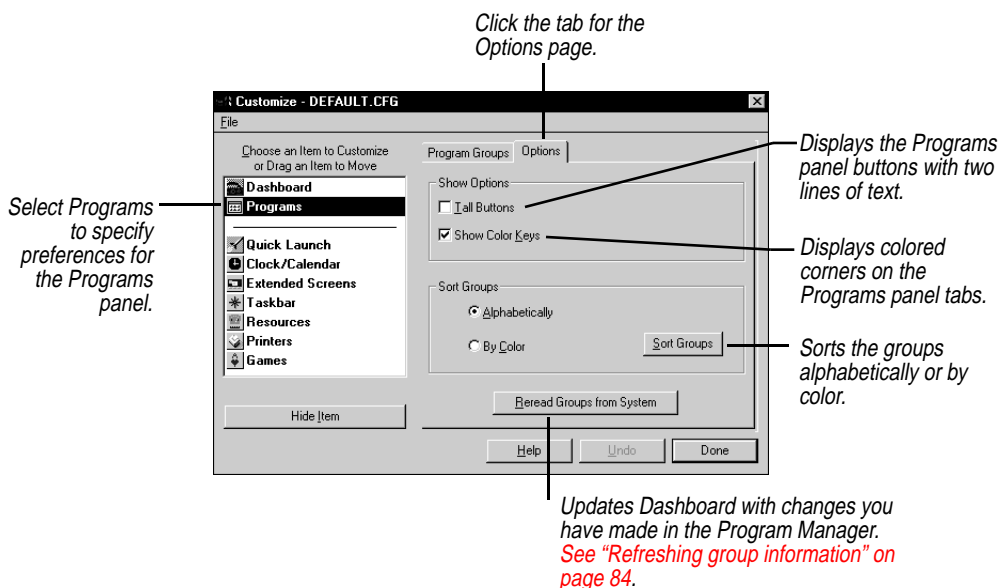 Click the tab for the
Options page.
Customize - DEFAULT.CFG
File
Choose an Item to Customize
or Drag an Item to Move
Dashboard
Programs
Quick Launch
Clock/Calendar
Extended Screens
Taskbar
Resources
Printers
Games
Hide Item
Program Groups
Options
Show Options
Tall Buttons
Show Color Keys
Sort Groups
Alphabetically
By Color
Sort Groups
Reread Groups from System
Help
Undo
Done
Select Programs
to specify
preferences for
the Programs
panel.
Displays the Programs
panel buttons with two
lines of text.
Displays colored
corners on the
Programs panel tabs.
Sorts the groups
alphabetically or by
color.
Updates Dashboard with changes you
have made in the Program Manager.
See “Refreshing group information” on
page 84.